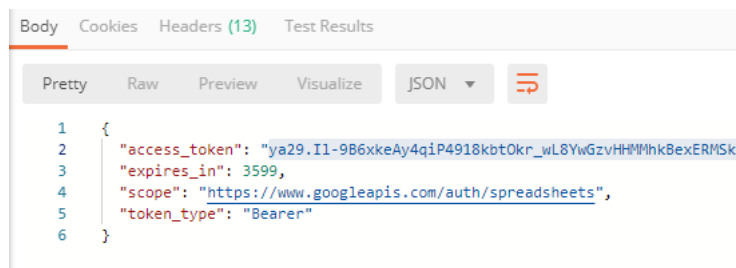 Body Cookies Headers (13) Test Results
Pretty Raw Preview Visualize JSON
1 {
2 "access_token": "ya29.Il-9B6xkeAy4qiP4918kbtOkr_wL8YwGzvHHMMhkBexERMSk
3 "expires_in": 3599,
4 "scope": "https://www.googleapis.com/auth/spreadsheets",
5 "token_type": "Bearer"
6 }